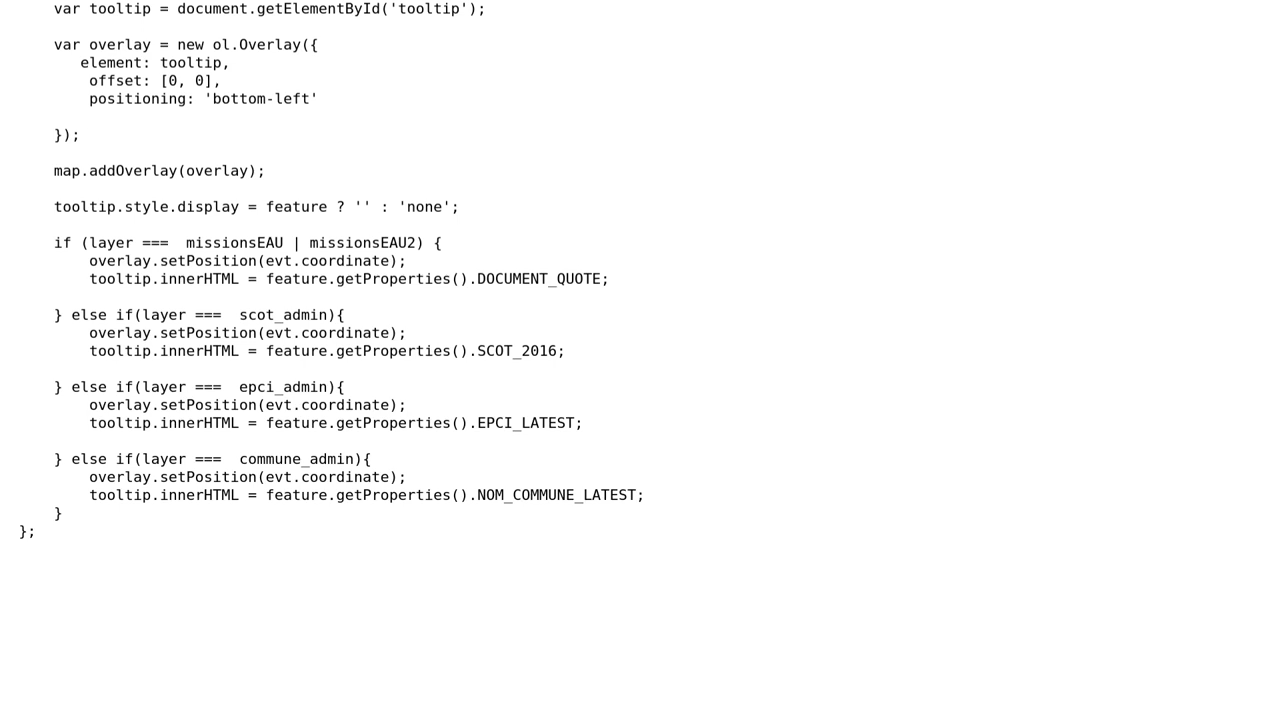 var tooltip = document.getElementById('tooltip');
var overlay = new ol.Overlay({
element: tooltip,
offset: [0, 0],
positioning: 'bottom-left'
});
map.addOverlay(overlay);
tooltip.style.display = feature ? '' : 'none';
if (layer ===  missionsEAU | missionsEAU2) {
overlay.setPosition(evt.coordinate);
tooltip.innerHTML = feature.getProperties().DOCUMENT_QUOTE;
} else if(layer ===  scot_admin){
overlay.setPosition(evt.coordinate);
tooltip.innerHTML = feature.getProperties().SCOT_2016;
} else if(layer ===  epci_admin){
overlay.setPosition(evt.coordinate);
tooltip.innerHTML = feature.getProperties().EPCI_LATEST;
} else if(layer ===  commune_admin){
overlay.setPosition(evt.coordinate);
tooltip.innerHTML = feature.getProperties().NOM_COMMUNE_LATEST;
}
};